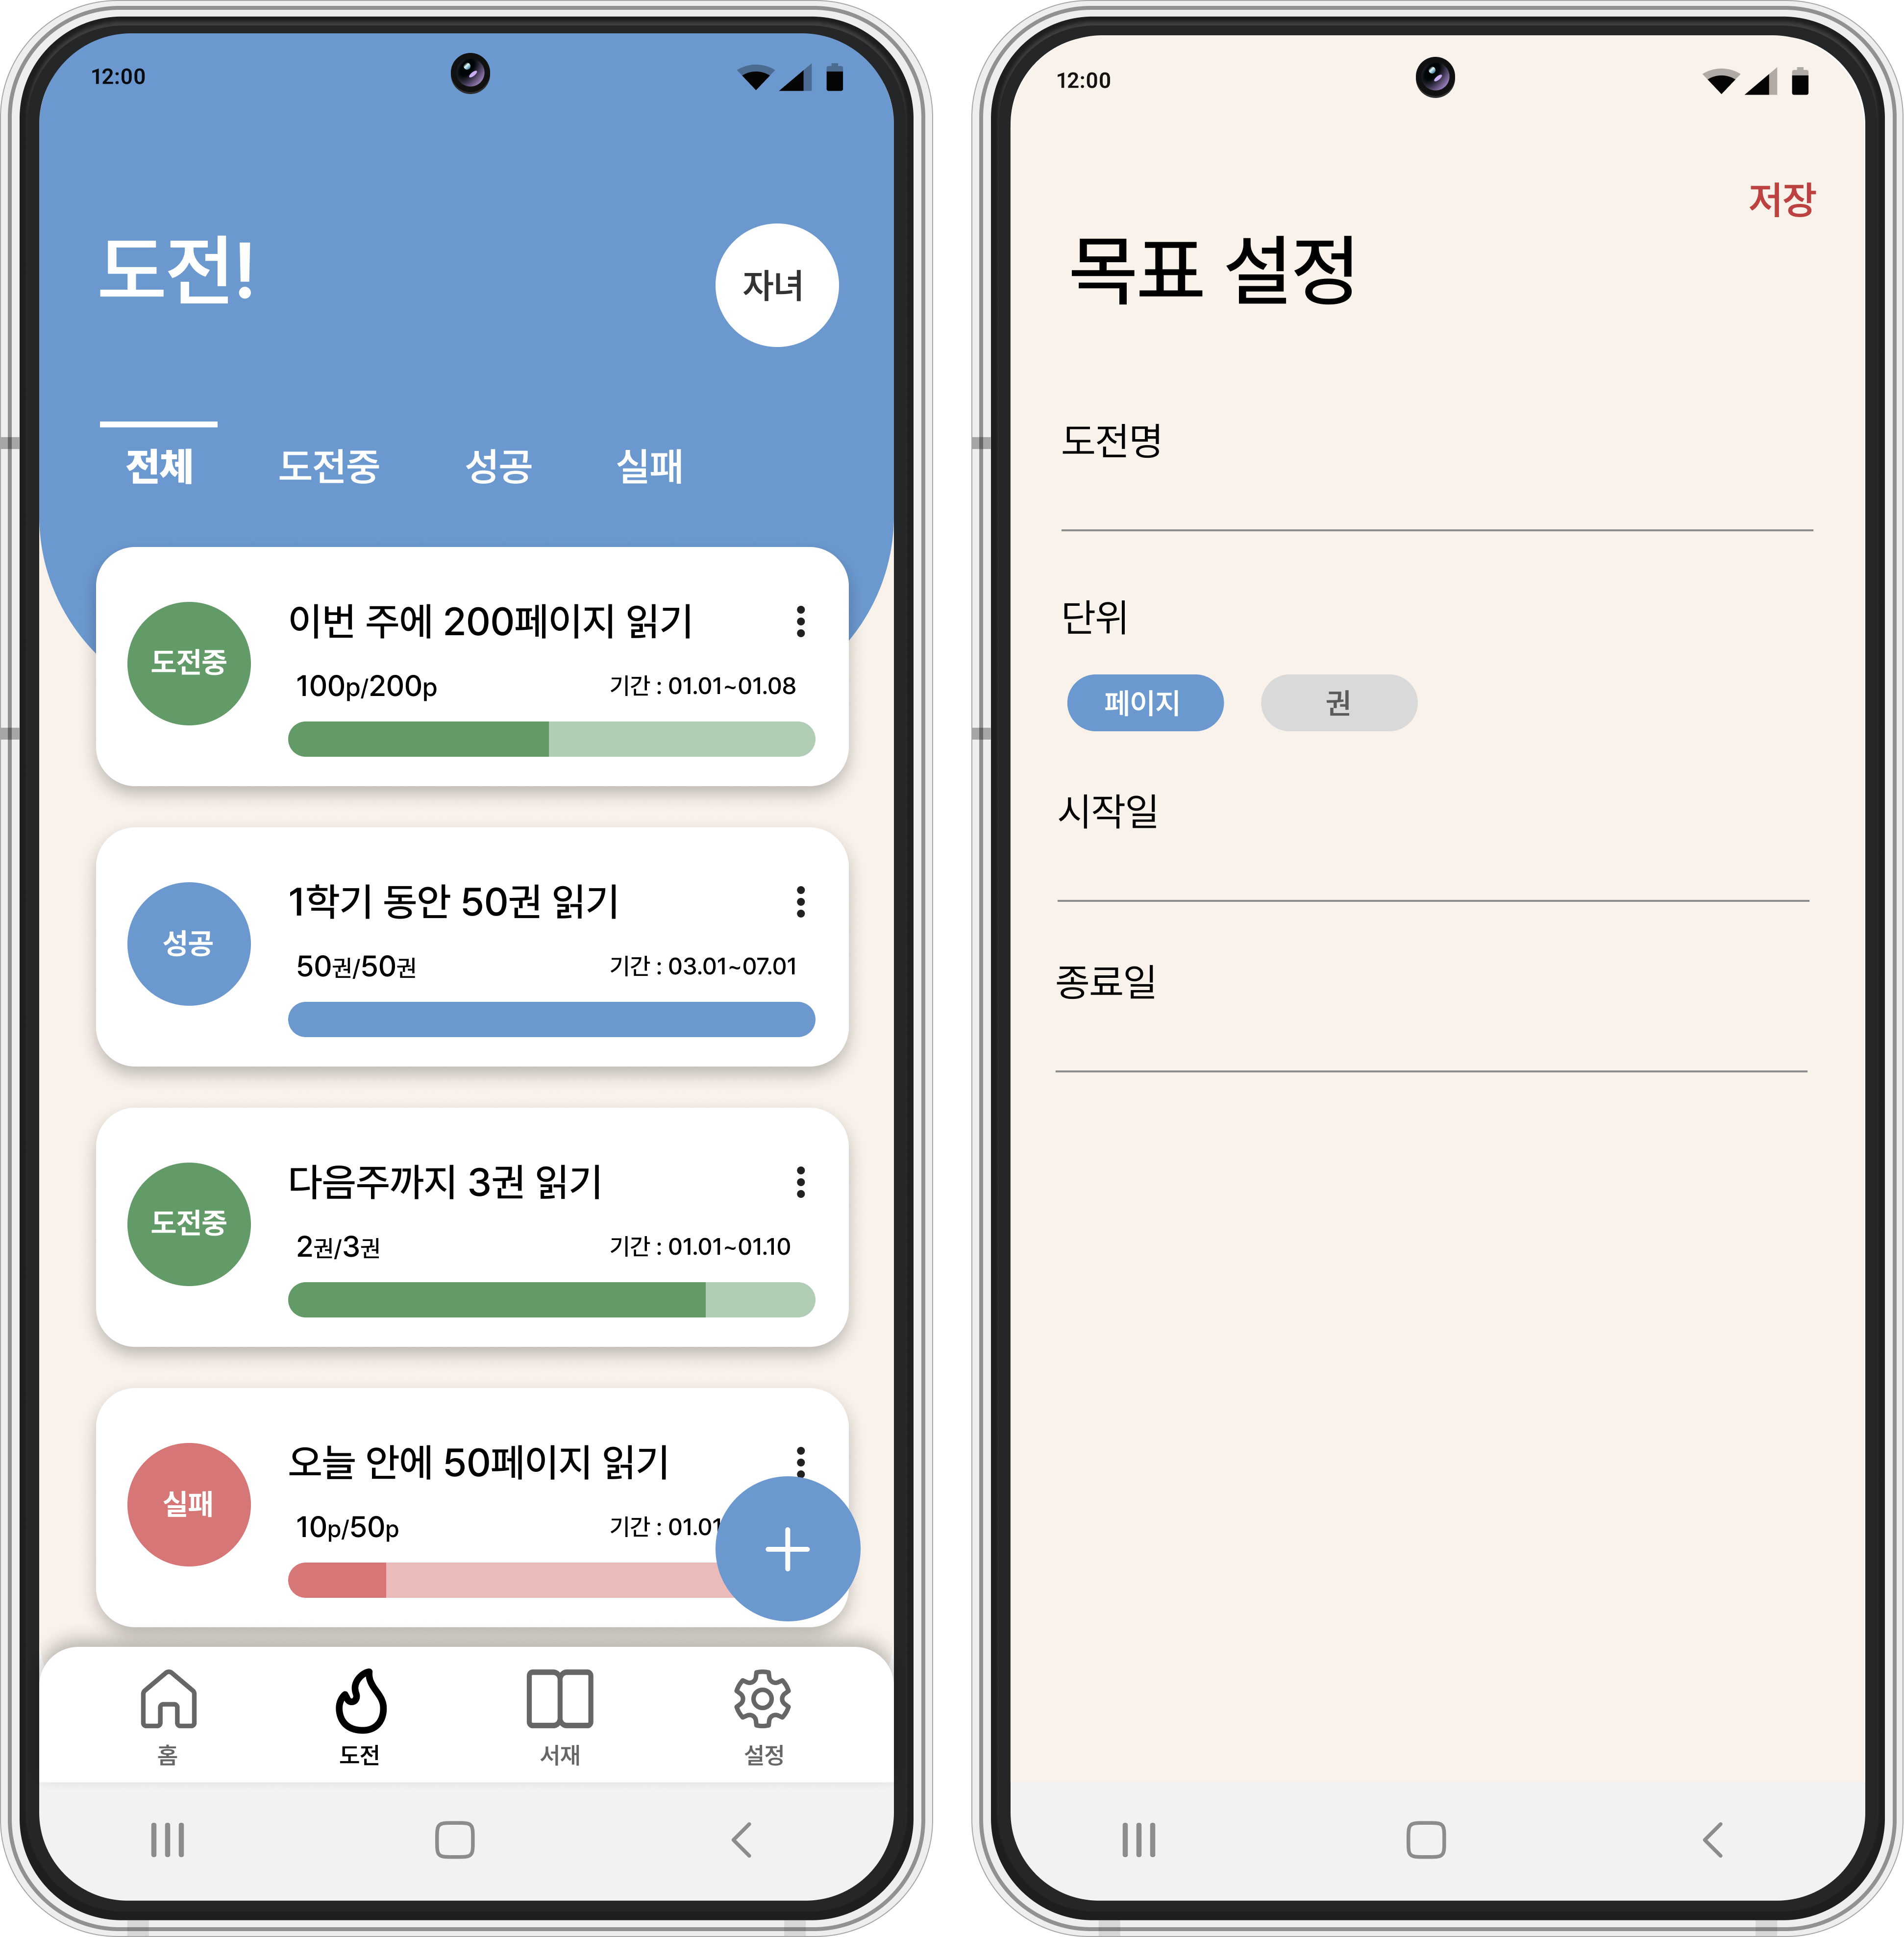 12:00
도전!
자녀
전체 도전중 성공 실패
도전중
이번 주에 200페이지 읽기
100p/200p
기간 : 01.01~01.08
성공
1학기 동안 50권 읽기
50권/50권
기간 : 03.01~07.01
도전중
다음주까지 3권 읽기
2권/3권
기간 : 01.01~01.10
실패
오늘 안에 50페이지 읽기
10p/50p
기간 : 01.01
홈 도전 서재 설정
12:00
저장
목표 설정
도전명
단위
페이지 권
시작일
종료일